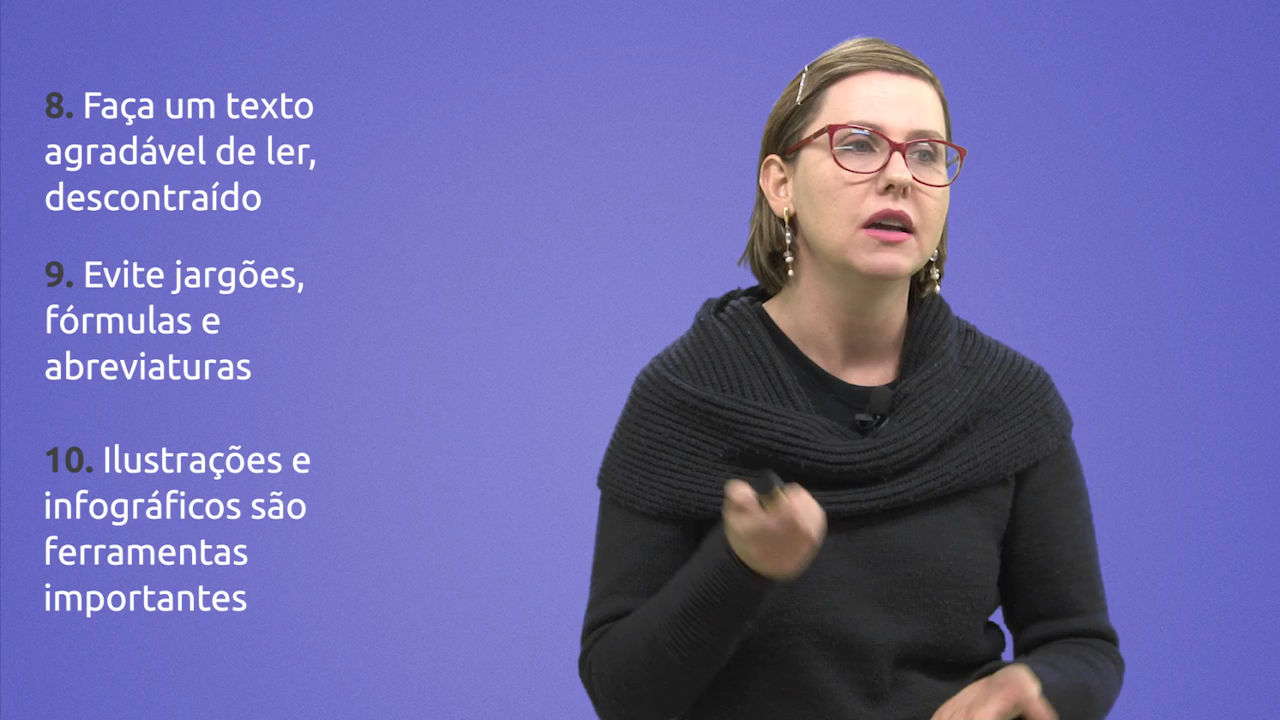 8. Faça um texto
agradável de ler,
descontraído
9. Evite jargões,
fórmulas e
abreviaturas
10. Ilustrações e
infográficos são
ferramentas
importantes